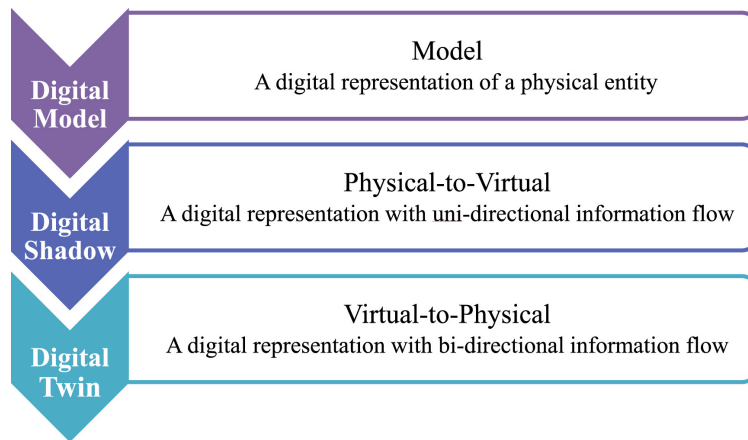 Digital
Model
Model
A digital representation of a physical entity
Digital
Shadow
Physical-to-Virtual
A digital representation with uni-directional information flow
Digital
Twin
Virtual-to-Physical
A digital representation with bi-directional information flow